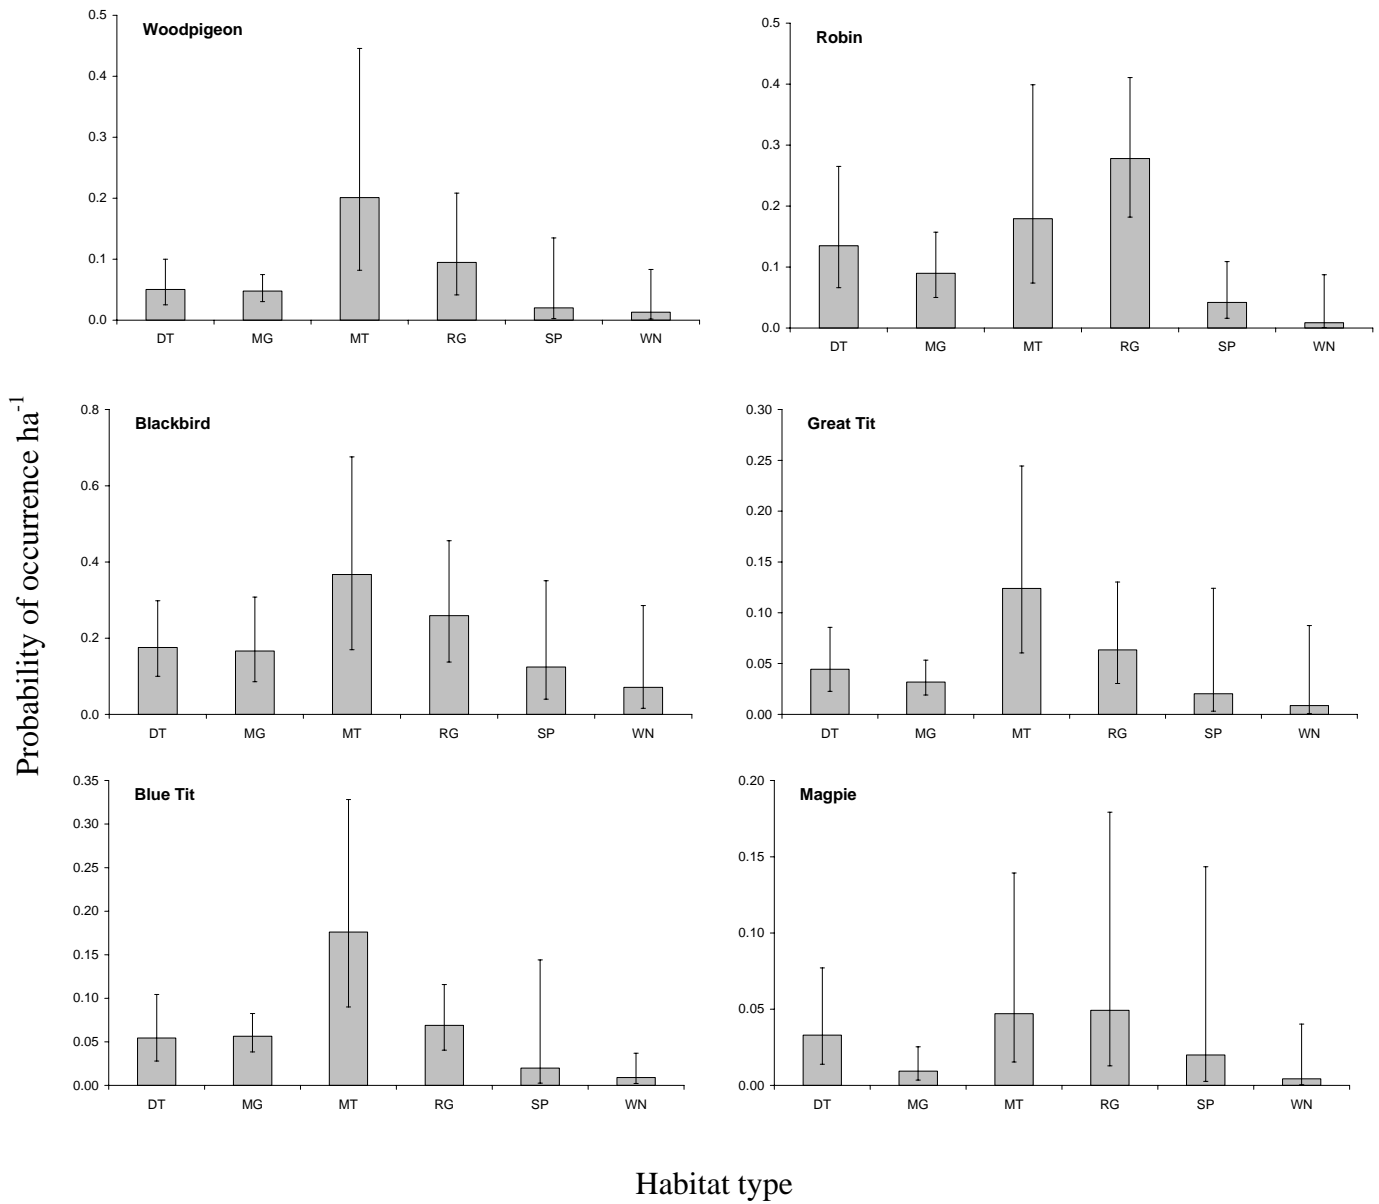 Probability of occurrence ha-1
Woodpigeon
0.5
0.4
0.3
0.2
0.1
0.0
DT MG MT RG SP WN
Robin
0.5
0.4
0.3
0.2
0.1
0.0
DT MG MT RG SP WN
Blackbird
0.8
0.6
0.4
0.2
0.0
DT MG MT RG SP WN
Great Tit
0.30
0.25
0.20
0.15
0.10
0.05
0.00
DT MG MT RG SP WN
Blue Tit
0.35
0.30
0.25
0.20
0.15
0.10
0.05
0.00
DT MG MT RG SP WN
Magpie
0.20
0.15
0.10
0.05
0.00
DT MG MT RG SP WN
Habitat type